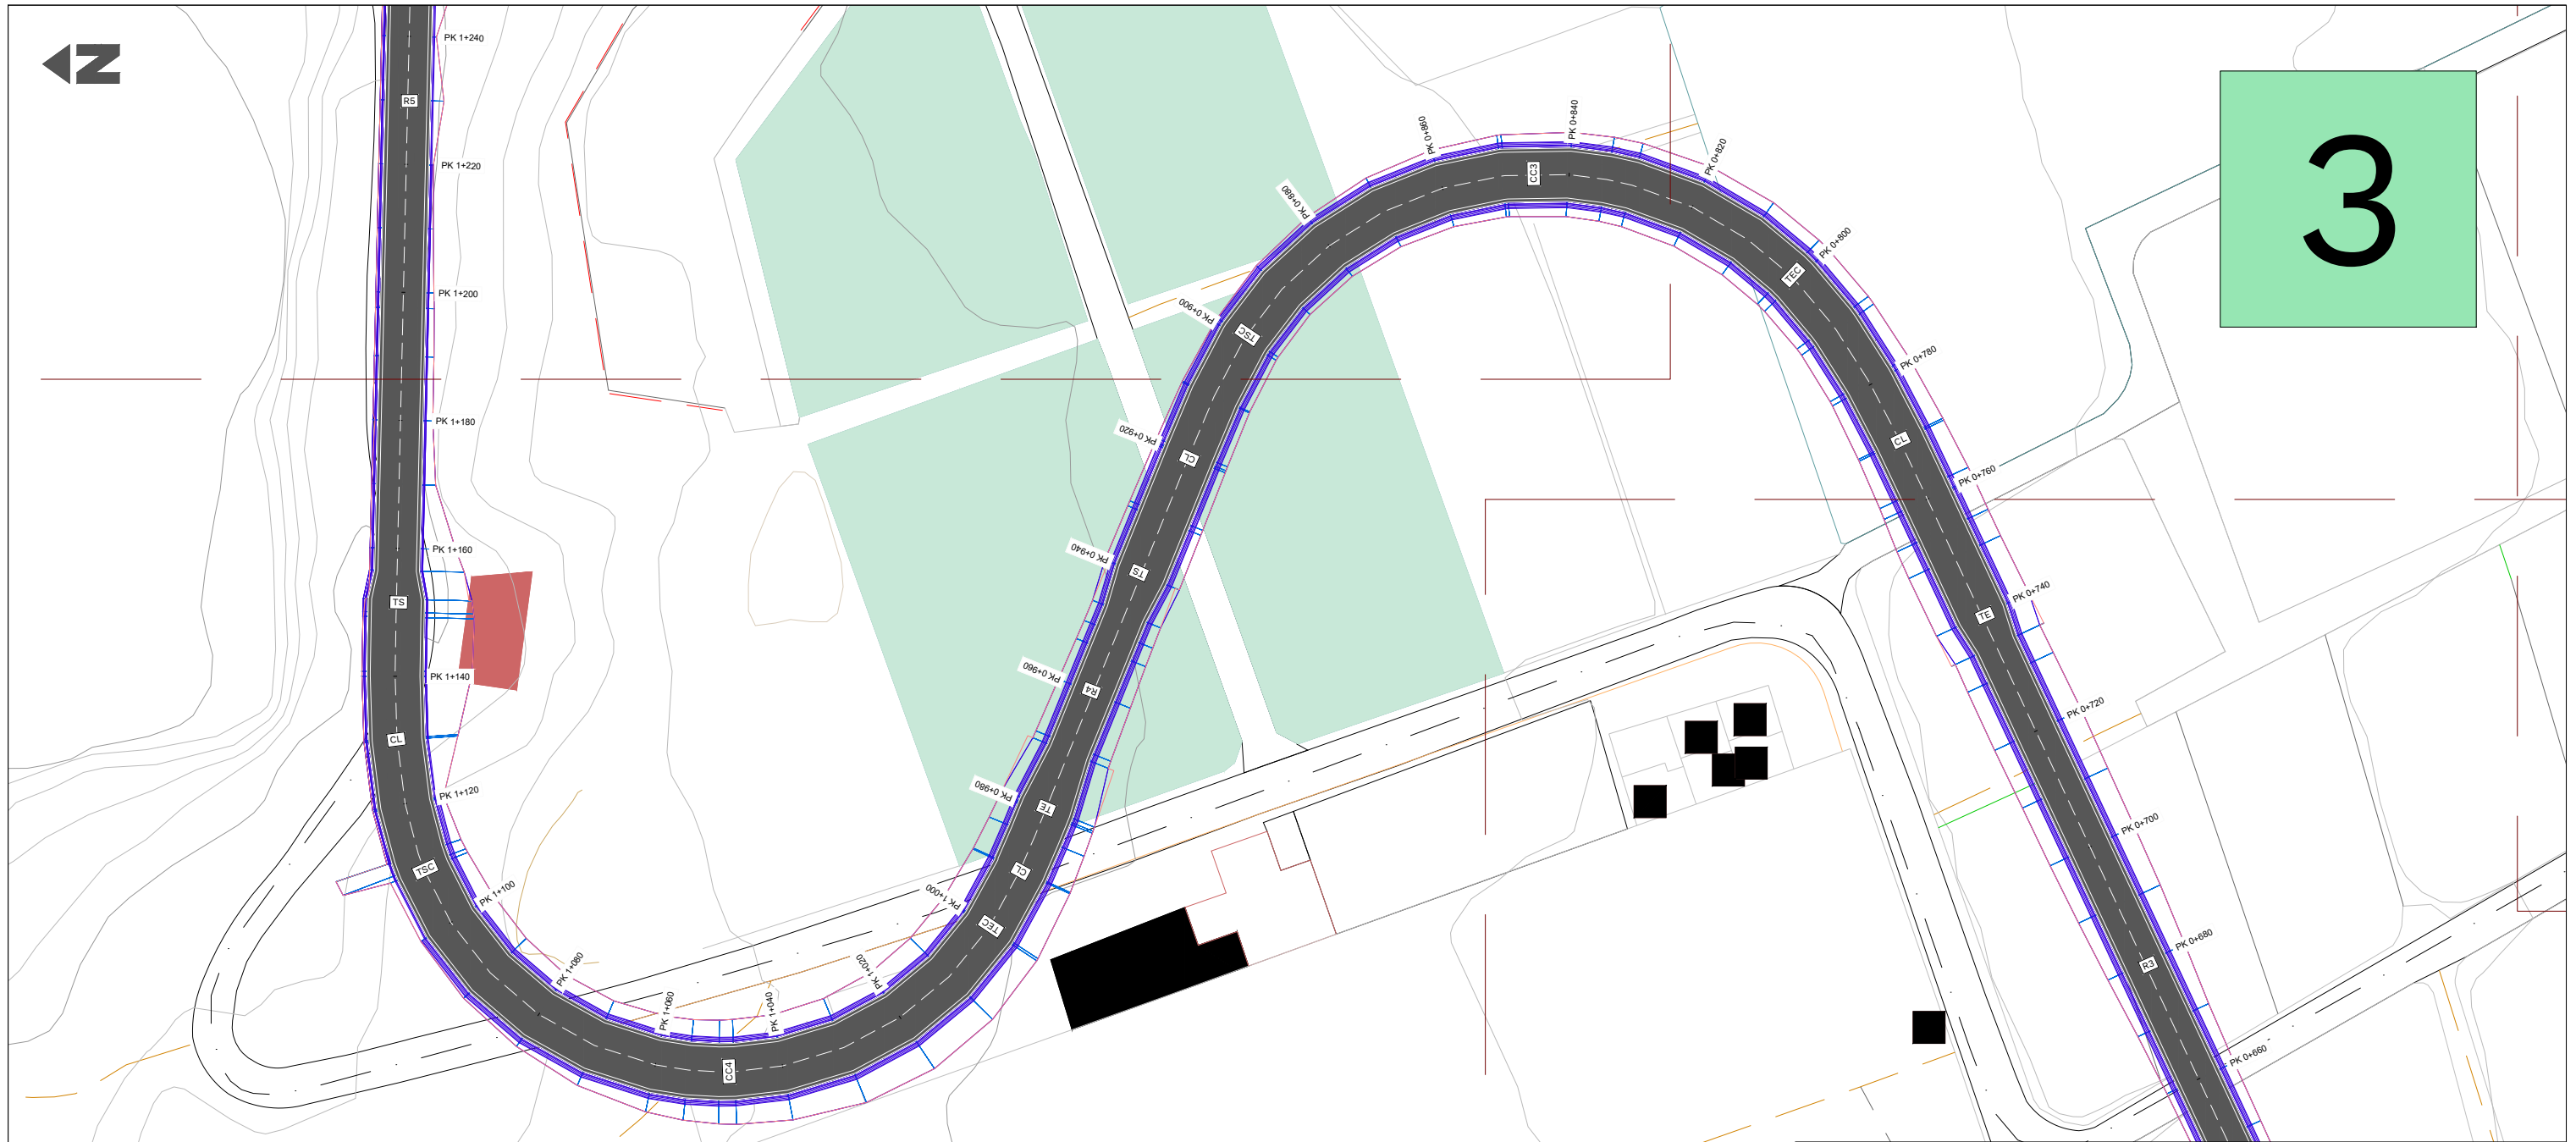 Z
3
PK 1+240
R5
PK 1+220
PK 1+200
PK 1+180
PK 1+160
TS
PK 1+140
CL
PK 1+120
TSC
PK 1+100
PK 1+080
PK 1+060
CC4
PK 1+040
PK 1+020
TEC
PK 1+000
CL
TE
PK 0+980
R4
PK 0+960
TS
PK 0+940
CL
PK 0+920
TSC
PK 0+900
PK 0+880
PK 0+860
CC3
PK 0+840
PK 0+820
PK 0+800
TEC
PK 0+780
CL
PK 0+760
PK 0+740
TE
PK 0+720
PK 0+700
PK 0+680
R3
PK 0+660